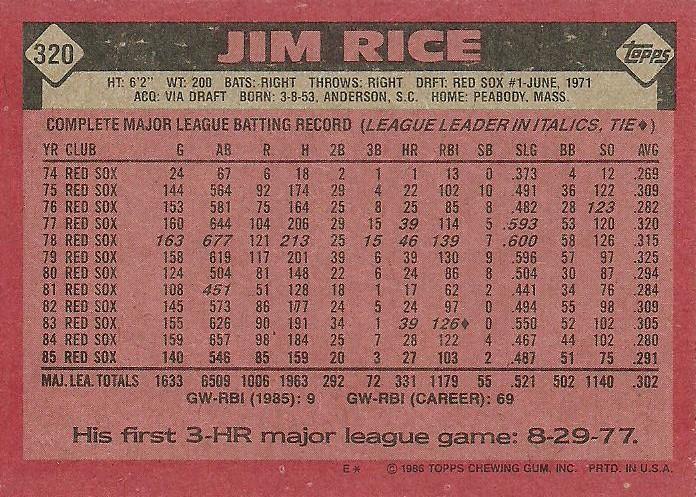 320 JIM RICE topps
HT: 6'2" WT: 200 BATS: RIGHT THROWS: RIGHT DRFT: RED SOX #1-JUNE, 1971
ACQ: VIA DRAFT BORN: 3-8-53, ANDERSON, S.C. HOME: PEABODY, MASS.
COMPLETE MAJOR LEAGUE BATTING RECORD (LEAGUE LEADER IN ITALICS, TIE♦)
YR CLUB G AB R H 2B 3B HR RBI SB SLG BB SO AVG
74 RED SOX 24 67 6 18 2 1 1 13 0 .373 4 12 .269
75 RED SOX 144 564 92 174 29 4 22 102 10 .491 36 122 .309
76 RED SOX 153 581 75 164 25 8 25 85 8 .482 28 123 .282
77 RED SOX 160 644 104 206 29 15 39 114 5 .593 53 120 .320
78 RED SOX 163 677 121 213 25 15 46 139 7 .600 58 126 .315
79 RED SOX 158 619 117 201 39 6 39 130 9 .596 57 97 .325
80 RED SOX 124 504 81 148 22 6 24 86 8 .504 30 87 .294
81 RED SOX 108 451 51 128 18 1 17 62 2 .441 34 76 .284
82 RED SOX 145 573 86 177 24 5 24 97 0 .494 55 98 .309
83 RED SOX 155 626 90 191 34 1 39 126♦ 0 .550 52 102 .305
84 RED SOX 159 657 98 184 25 7 28 122 4 .467 44 102 .280
85 RED SOX 140 546 85 159 20 3 27 103 2 .487 51 75 .291
MAJ. LEA. TOTALS 1633 6509 1006 1963 292 72 331 1179 55 .521 502 1140 .302
GW-RBI (1985): 9 GW-RBI (CAREER): 69
His first 3-HR major league game: 8-29-77.
E* © 1986 TOPPS CHEWING GUM, INC. PRTD. IN U.S.A.